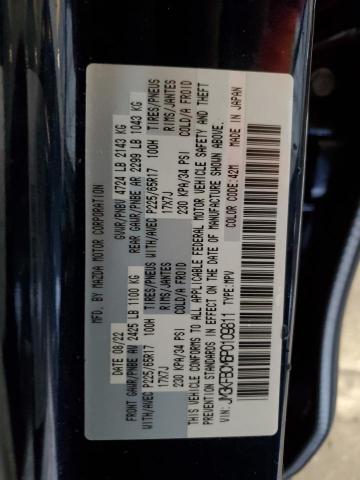 MFD. BY MAZDA MOTOR CORPORATION
DATE 08/22 GVWR/PNBV 4724 LB 2143 KG
FRONT GAWR/PNBE AV 2425 LB 1100 KG REAR GAWR/PNBE AR 2299 LB 1043 KG
WITH/AVEC P225/65R17 100H TIRES/PNEUS WITH/AVEC P225/65R17 100H TIRES/PNEUS
17X7J RIMS/JANTES 17X7J RIMS/JANTES
230 KPA/34 PSI COLD/A FROID 230 KPA/34 PSI COLD/A FROID
THIS VEHICLE CONFORMS TO ALL APPLICABLE FEDERAL MOTOR VEHICLE SAFETY AND THEFT
PREVENTION STANDARDS IN EFFECT ON THE DATE OF MANUFACTURE SHOWN ABOVE.
VIN: JM3KFBDM6P0109811 TYPE:MPV COLOR CODE:42M MADE IN JAPAN